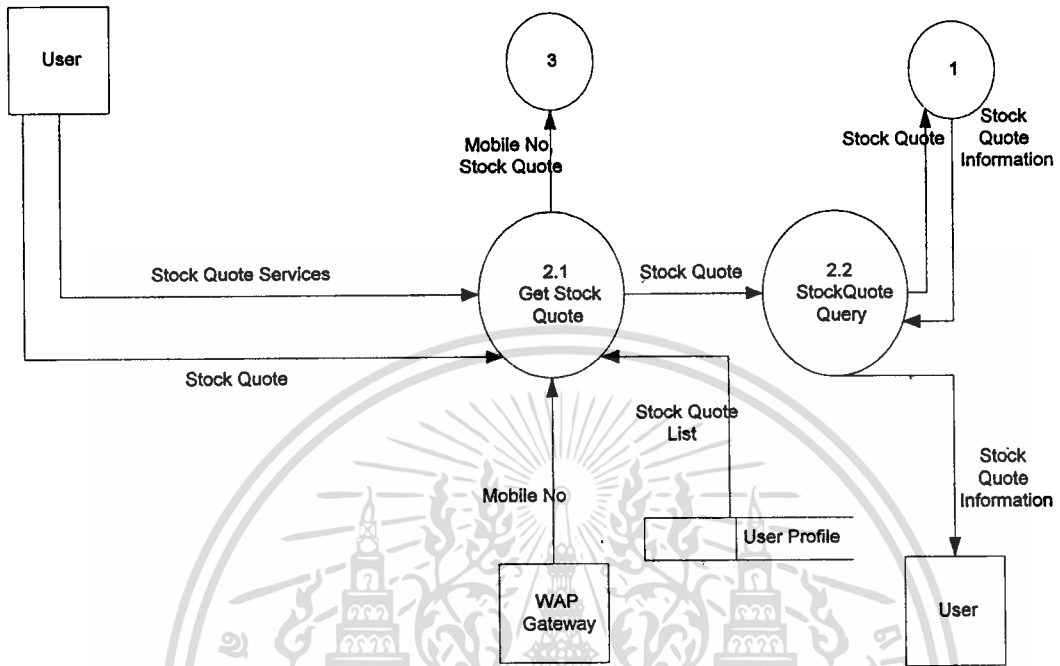 User
3
1
Mobile No,
Stock Quote
Stock Quote
Stock
Quote
Information
Stock Quote Services
2.1
Get Stock
Quote
Stock Quote
2.2
StockQuote
Query
Stock Quote
Stock Quote
List
Mobile No
User Profile
Stock
Quote
Information
WAP
Gateway
User